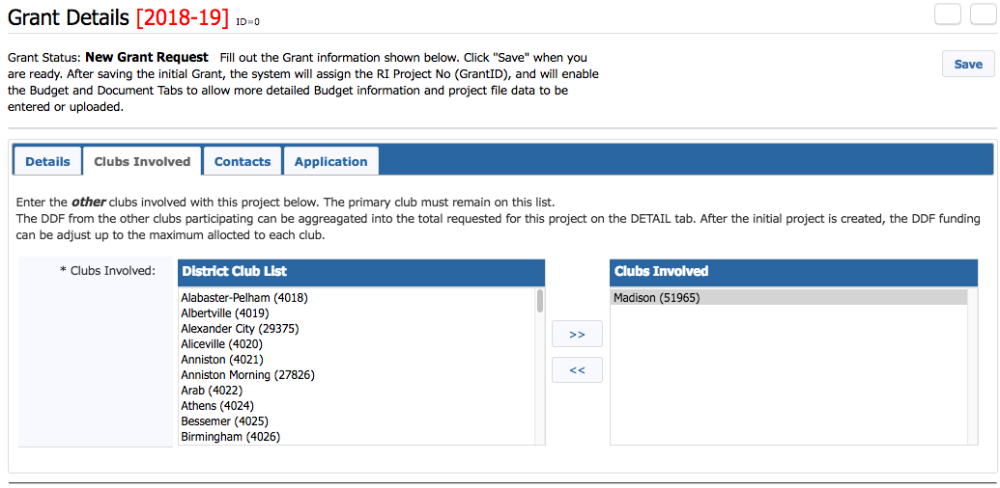 Grant Details [2018-19] ID=0
Grant Status: New Grant Request Fill out the Grant information shown below. Click "Save" when you
are ready. After saving the initial Grant, the system will assign the RI Project No (GrantID), and will enable
the Budget and Document Tabs to allow more detailed Budget information and project file data to be
entered or uploaded.
Save
Details Clubs Involved Contacts Application
Enter the other clubs involved with this project below. The primary club must remain on this list.
The DDF from the other clubs participating can be aggreagated into the total requested for this project on the DETAIL tab. After the initial project is created, the DDF funding
can be adjust up to the maximum allocted to each club.
* Clubs Involved:
District Club List
Alabaster-Pelham (4018)
Albertville (4019)
Alexander City (29375)
Aliceville (4020)
Anniston (4021)
Anniston Morning (27826)
Arab (4022)
Athens (4024)
Bessemer (4025)
Birmingham (4026)
>>
<<
Clubs Involved
Madison (51965)